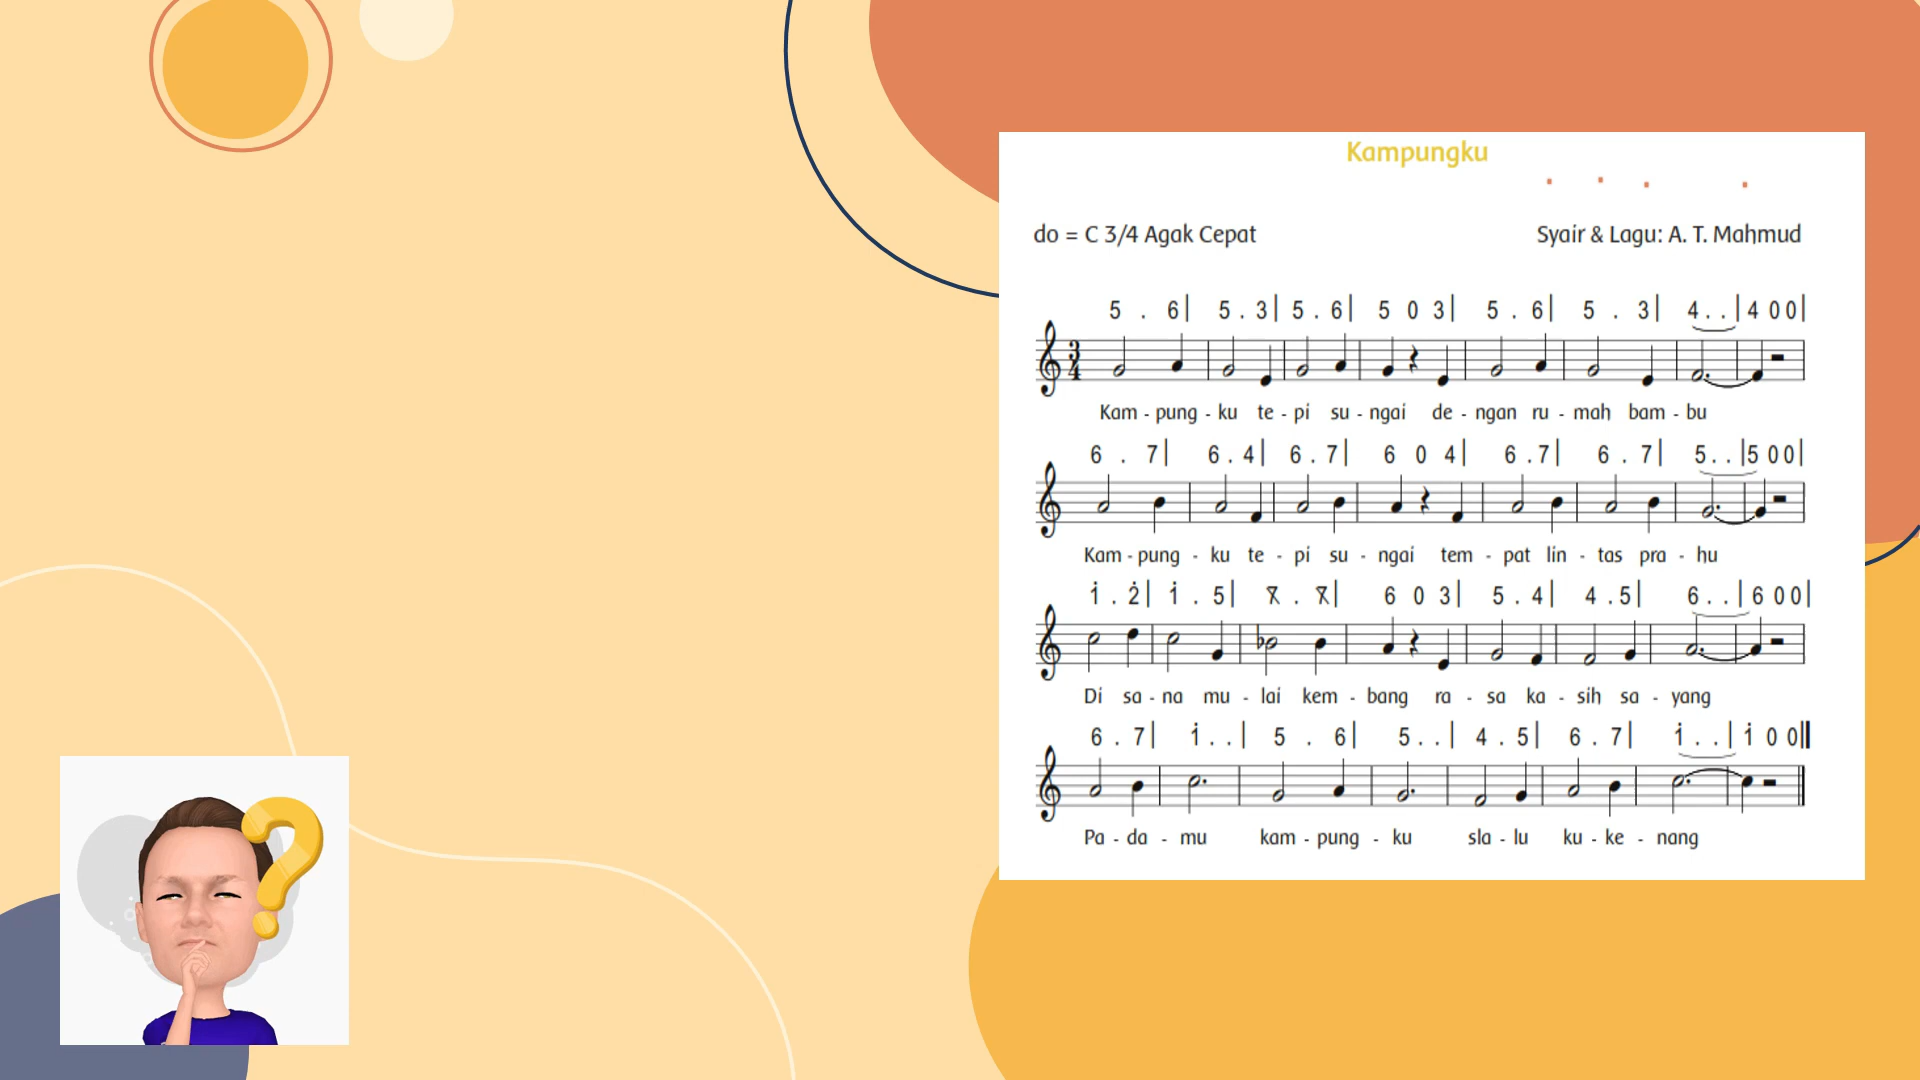 Kampungku
do = C 3/4 Agak Cepat
Syair & Lagu: A. T. Mahmud
5 . 6| 5 . 3| 5 . 6| 5 0 3| 5 . 6| 5 . 3| 4 . . | 4 0 0|
3/4
Kam - pung - ku te - pi su - ngai de - ngan ru - mah bam - bu
6 . 7| 6 . 4| 6 . 7| 6 0 4| 6 . 7| 6 . 7| 5 . . |5 0 0|
Kam - pung - ku te - pi su - ngai tem - pat lin - tas pra - hu
1̇ . 2̇| 1̇ . 5| 7̸ . 7̸| 6 0 3| 5 . 4| 4 . 5| 6 . . | 6 0 0|
Di sa - na mu - lai kem - bang ra - sa ka - sih sa - yang
6 . 7| 1̇ . . | 5 . 6| 5 . . | 4 . 5| 6 . 7| 1̇ . . | 1̇ 0 0||
Pa - da - mu kam - pung - ku sla - lu ku - ke - nang
?